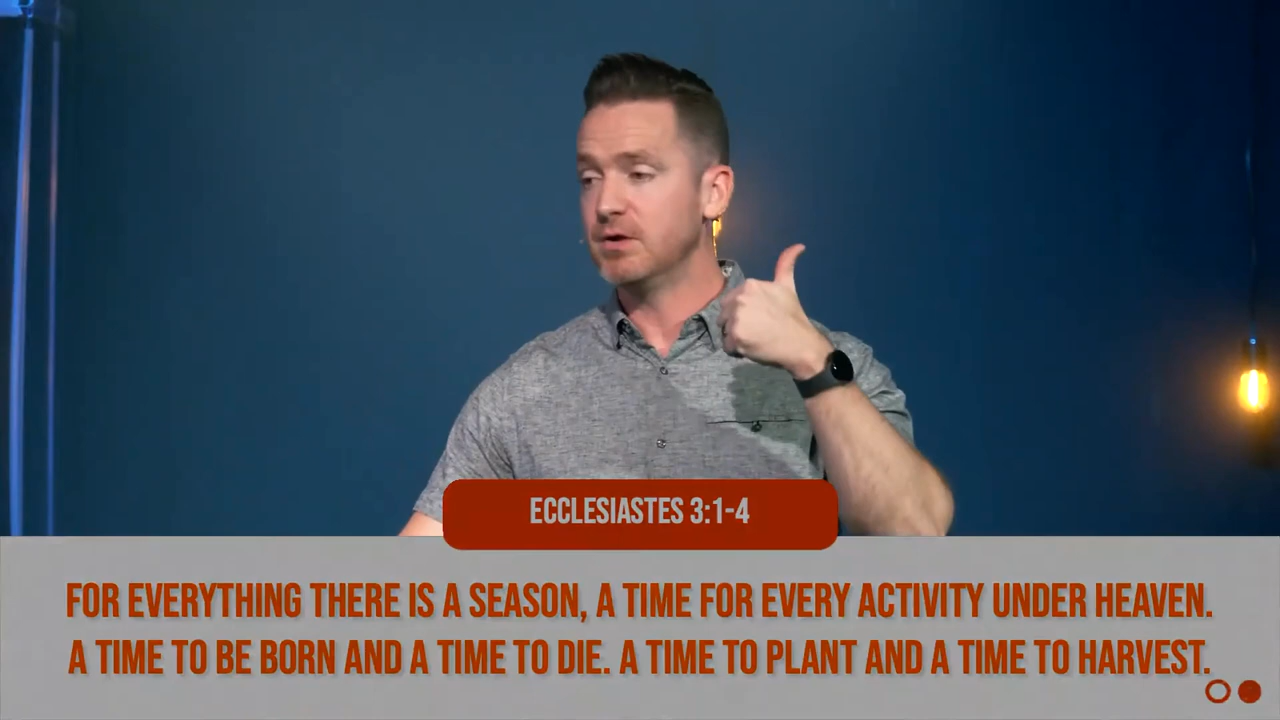 ECCLESIASTES 3:1-4
FOR EVERYTHING THERE IS A SEASON, A TIME FOR EVERY ACTIVITY UNDER HEAVEN.
A TIME TO BE BORN AND A TIME TO DIE. A TIME TO PLANT AND A TIME TO HARVEST.